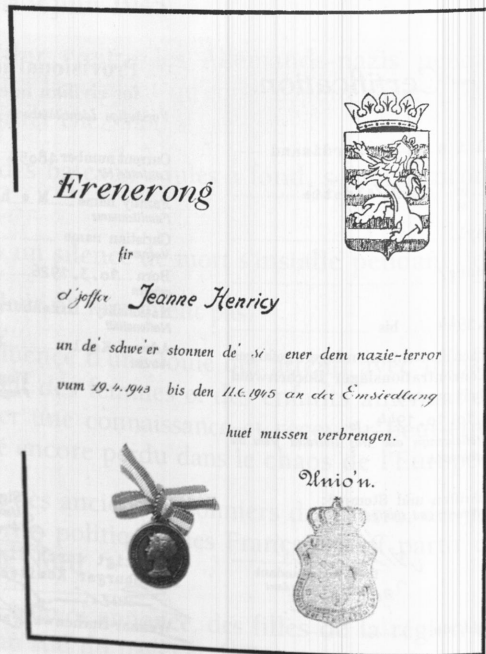 Erenerong
fir
d'joffer Jeanne Henricy
un de' schwe'er stonnen de' si ener dem nazie-terror
vum 19.4.1943 bis den 11.6.1945 an der Emsiedlung
huet mussen verbrengen.
Unio'n.